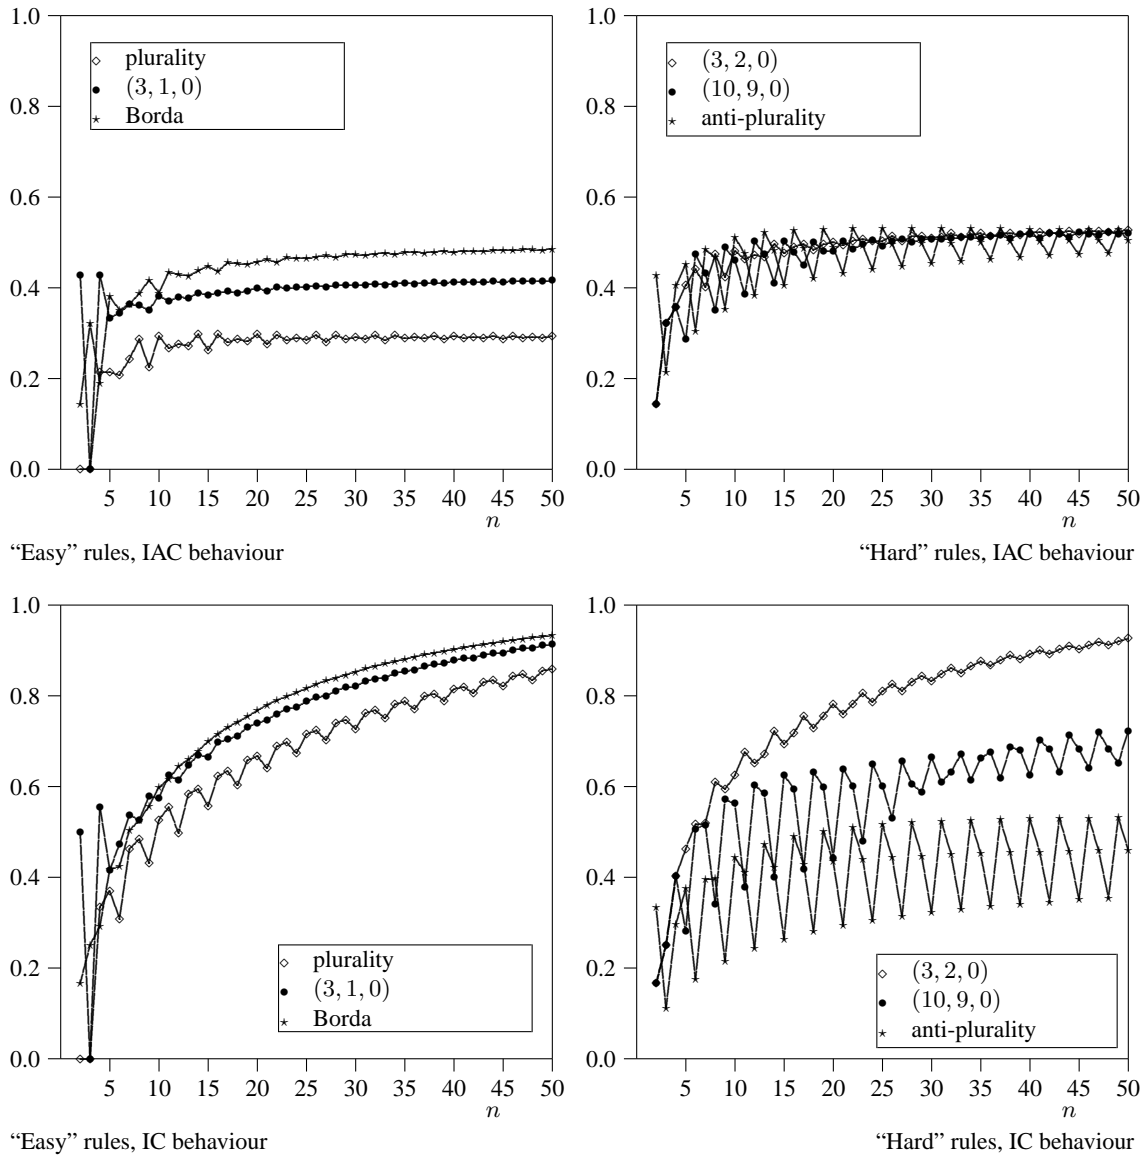 1.0
0.8
0.6
0.4
0.2
0.0
5 10 15 20 25 30 35 40 45 50
n
plurality
(3, 1, 0)
Borda
“Easy” rules, IAC behaviour
1.0
0.8
0.6
0.4
0.2
0.0
5 10 15 20 25 30 35 40 45 50
n
(3, 2, 0)
(10, 9, 0)
anti-plurality
“Hard” rules, IAC behaviour
1.0
0.8
0.6
0.4
0.2
0.0
5 10 15 20 25 30 35 40 45 50
n
plurality
(3, 1, 0)
Borda
“Easy” rules, IC behaviour
1.0
0.8
0.6
0.4
0.2
0.0
5 10 15 20 25 30 35 40 45 50
n
(3, 2, 0)
(10, 9, 0)
anti-plurality
“Hard” rules, IC behaviour